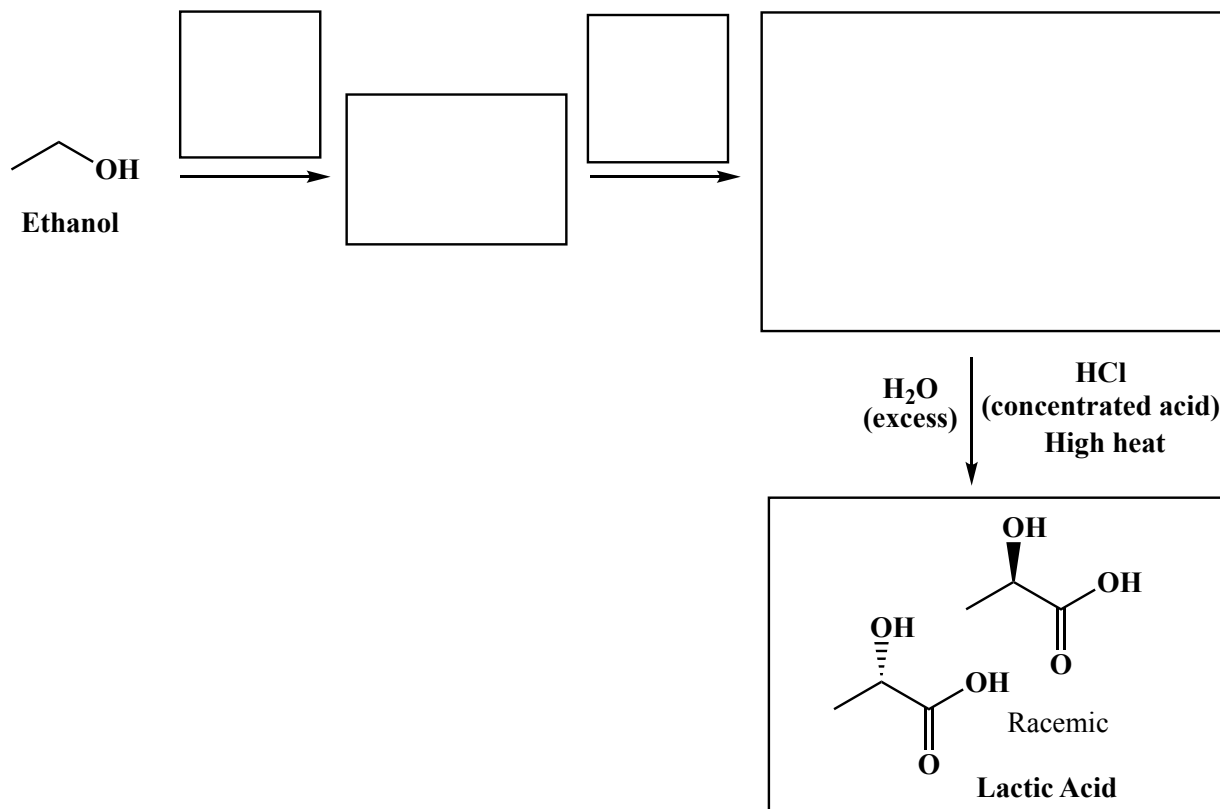 OH
Ethanol
H₂O
(excess)
HCl
(concentrated acid)
High heat
OH
OH
O
OH
OH
O
Racemic
Lactic Acid